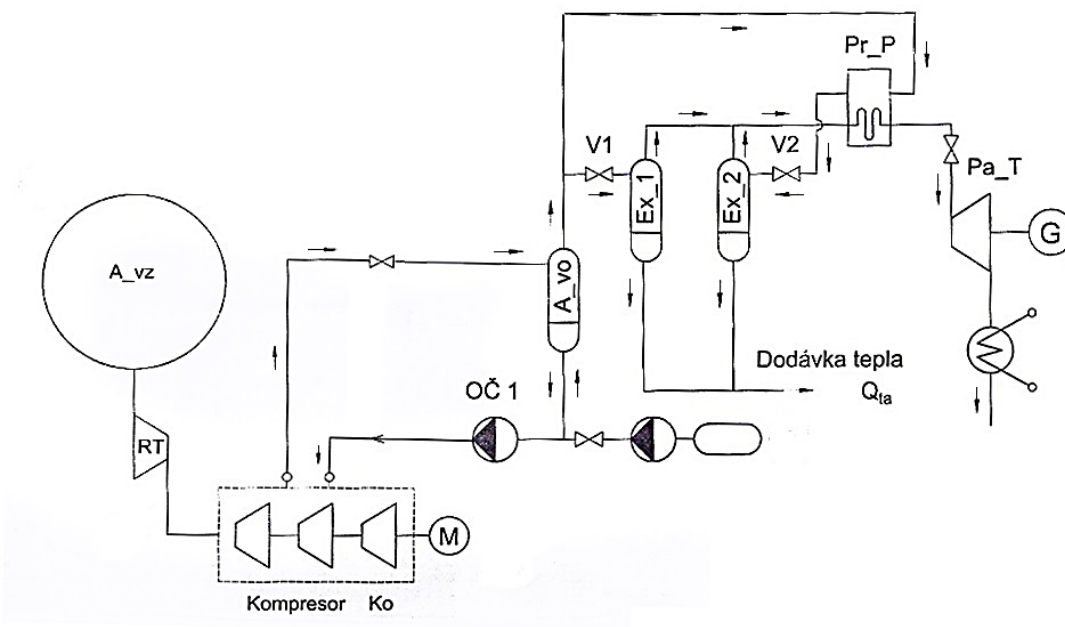 Pr_P
V1
V2
Ex_1
Ex_2
Pa_T
G
A_vz
A_vo
Dodávka tepla
Q_ta
OČ 1
RT
M
Kompresor Ko